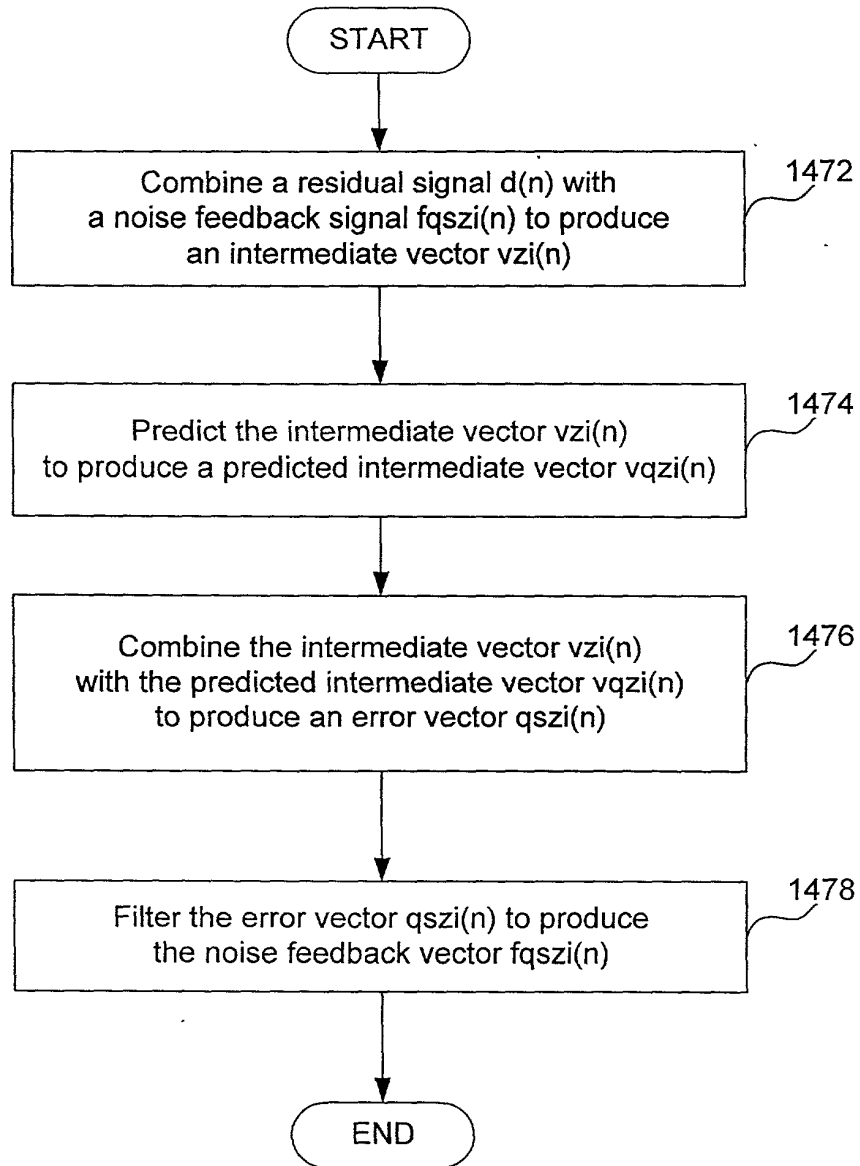 START
Combine a residual signal d(n) with
a noise feedback signal fqszi(n) to produce
an intermediate vector vzi(n)
1472
Predict the intermediate vector vzi(n)
to produce a predicted intermediate vector vqzi(n)
1474
Combine the intermediate vector vzi(n)
with the predicted intermediate vector vqzi(n)
to produce an error vector qszi(n)
1476
Filter the error vector qszi(n) to produce
the noise feedback vector fqszi(n)
1478
END